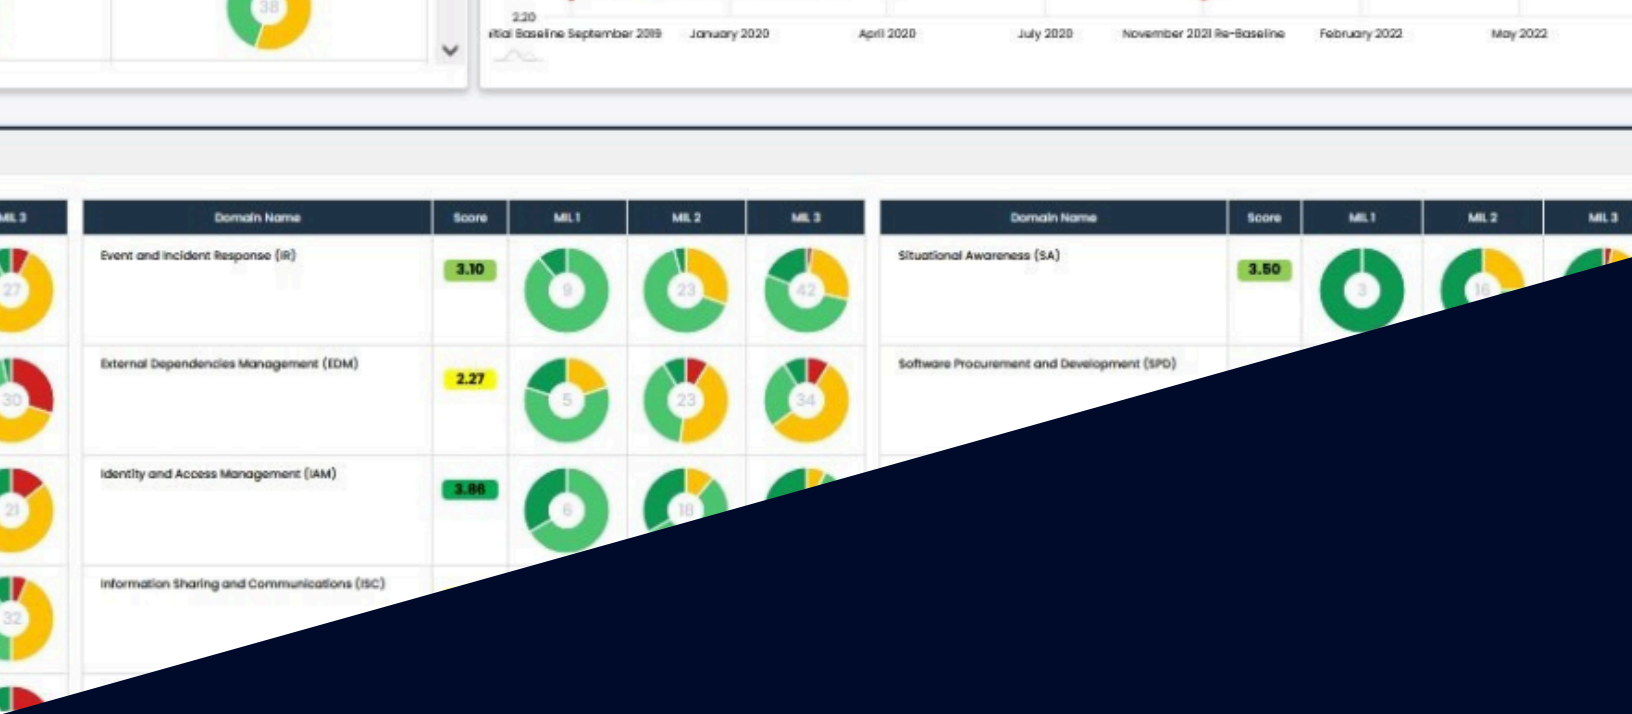 38
2.20
itial Baseline September 2019 January 2020 April 2020 July 2020 November 2021 Re-Baseline February 2022 May 2022
MIL 3 Domain Name Score MIL 1 MIL 2 MIL 3 Domain Name Score MIL 1 MIL 2 MIL 3
27 Event and Incident Response (IR) 3.10 9 23 42 Situational Awareness (SA) 3.50 3 16
30 External Dependencies Management (EDM) 2.27 5 23 34 Software Procurement and Development (SPD)
21 Identity and Access Management (IAM) 3.86 6 18
32 Information Sharing and Communications (ISC)